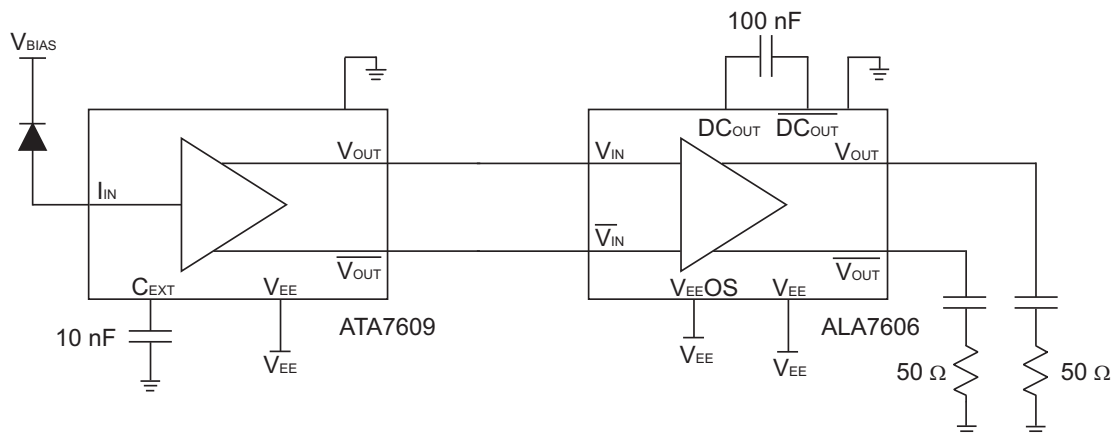 100 nF
VBIAS
DCOUT
DCOUT
VOUT
VIN
VOUT
IIN
VIN
VOUT
VOUT
CEXT
VEE
VEEOS
VEE
ATA7609
ALA7606
10 nF
VEE
VEE
VEE
50 Ω
50 Ω